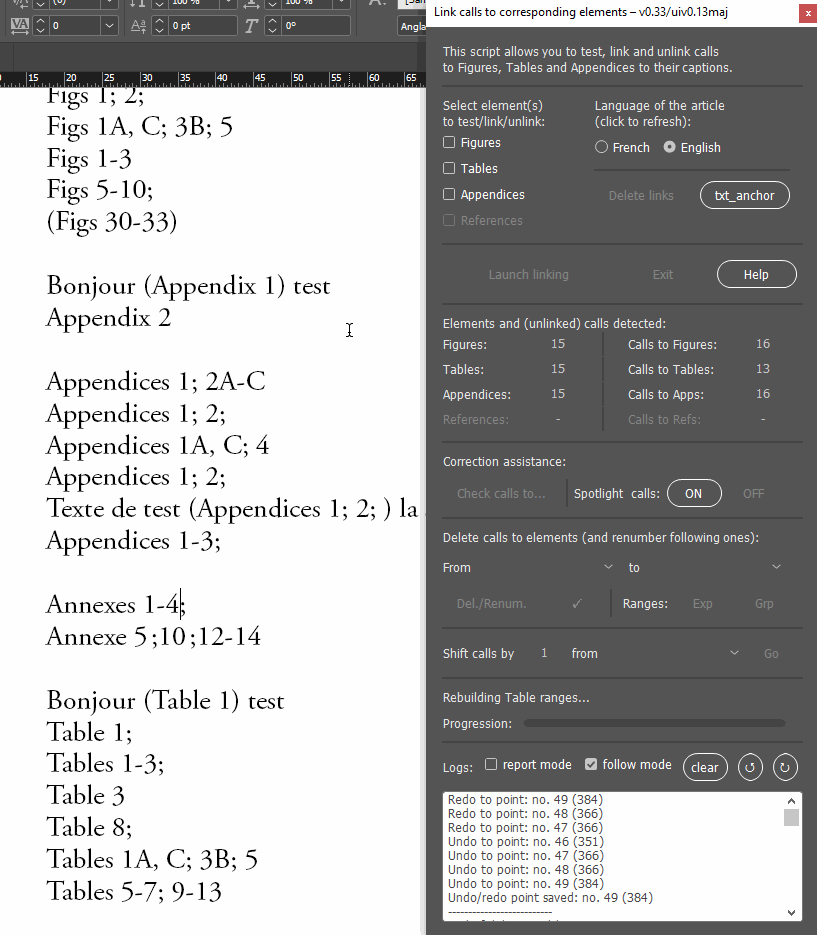 (0)
100 %
100 %
[San
VA
0
Aa
0 pt
T
0°
Angla
15 20 25 30 35 40 45 50 55 60 65
Figs 1; 2;
Figs 1A, C; 3B; 5
Figs 1-3
Figs 5-10;
(Figs 30-33)
Bonjour (Appendix 1) test
Appendix 2
Appendices 1; 2A-C
Appendices 1; 2;
Appendices 1A, C; 4
Appendices 1; 2;
Texte de test (Appendices 1; 2; ) la
Appendices 1-3;
Annexes 1-4;
Annexe 5 ;10 ;12-14
Bonjour (Table 1) test
Table 1;
Tables 1-3;
Table 3
Table 8;
Tables 1A, C; 3B; 5
Tables 5-7; 9-13
Link calls to corresponding elements – v0.33/uiv0.13maj
x
This script allows you to test, link and unlink calls
to Figures, Tables and Appendices to their captions.
Select element(s)
to test/link/unlink:
Figures
Tables
Appendices
References
Language of the article
(click to refresh):
French English
Delete links txt_anchor
Launch linking Exit Help
Elements and (unlinked) calls detected:
Figures: 15 Calls to Figures: 16
Tables: 15 Calls to Tables: 13
Appendices: 15 Calls to Apps: 16
References: - Calls to Refs: -
Correction assistance:
Check calls to... Spotlight calls: ON OFF
Delete calls to elements (and renumber following ones):
From to
Del./Renum. ✓ Ranges: Exp Grp
Shift calls by 1 from Go
Rebuilding Table ranges...
Progression:
Logs: report mode follow mode clear ↺ ↻
Redo to point: no. 49 (384)
Redo to point: no. 48 (366)
Redo to point: no. 47 (366)
Undo to point: no. 46 (351)
Undo to point: no. 47 (366)
Undo to point: no. 48 (366)
Undo to point: no. 49 (384)
Undo/redo point saved: no. 49 (384)
--------------------------